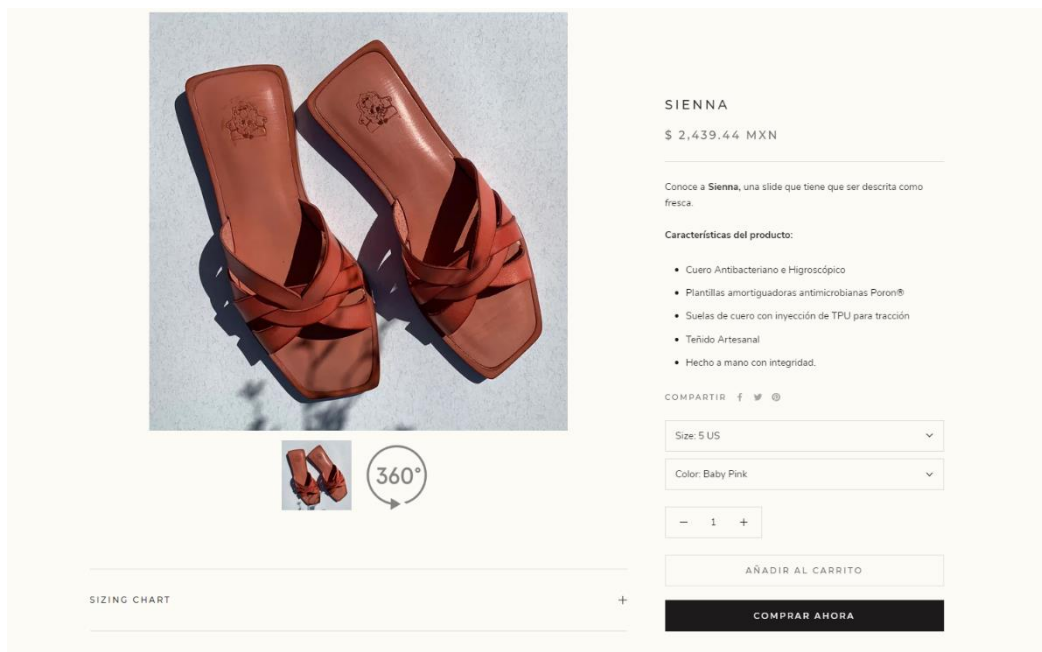 SIENNA
$ 2,439.44 MXN
Conoce a Sienna, una slide que tiene que ser descrita como
fresca.
Características del producto:
Cuero Antibacteriano e Higroscópico
Plantillas amortiguadoras antimicrobianas Poron®
Suelas de cuero con inyección de TPU para tracción
Teñido Artesanal
Hecho a mano con integridad.
COMPARTIR
Size: 5 US
Color: Baby Pink
− 1 +
AÑADIR AL CARRITO
COMPRAR AHORA
360°
SIZING CHART +